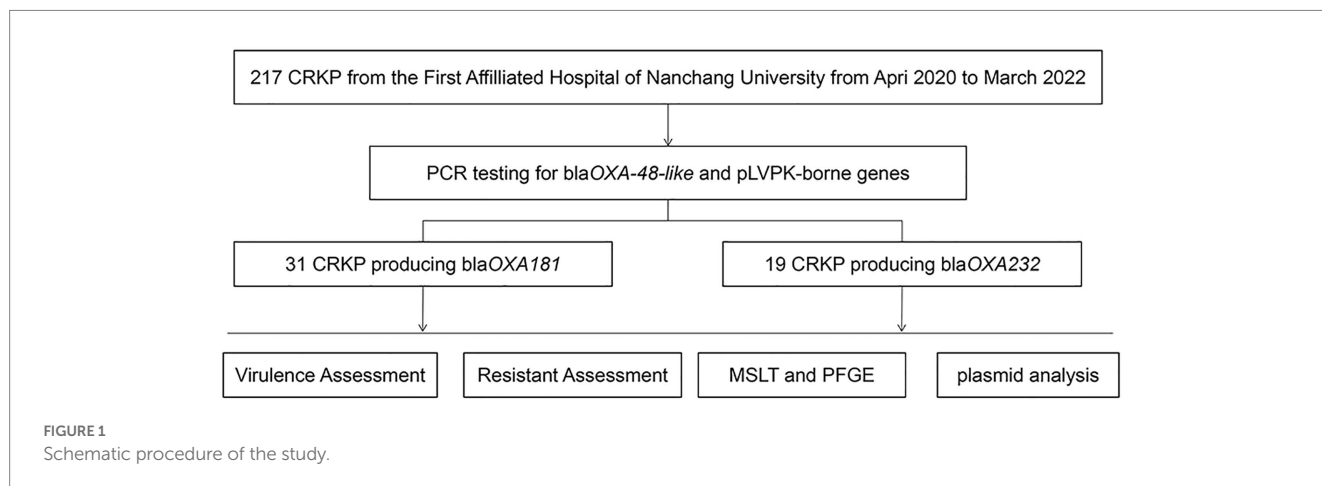 217 CRKP from the First Affilliated Hospital of Nanchang University from Apri 2020 to March 2022
PCR testing for blaOXA-48-like and pLVPK-borne genes
31 CRKP producing blaOXA181
19 CRKP producing blaOXA232
Virulence Assessment
Resistant Assessment
MSLT and PFGE
plasmid analysis
FIGURE 1
Schematic procedure of the study.